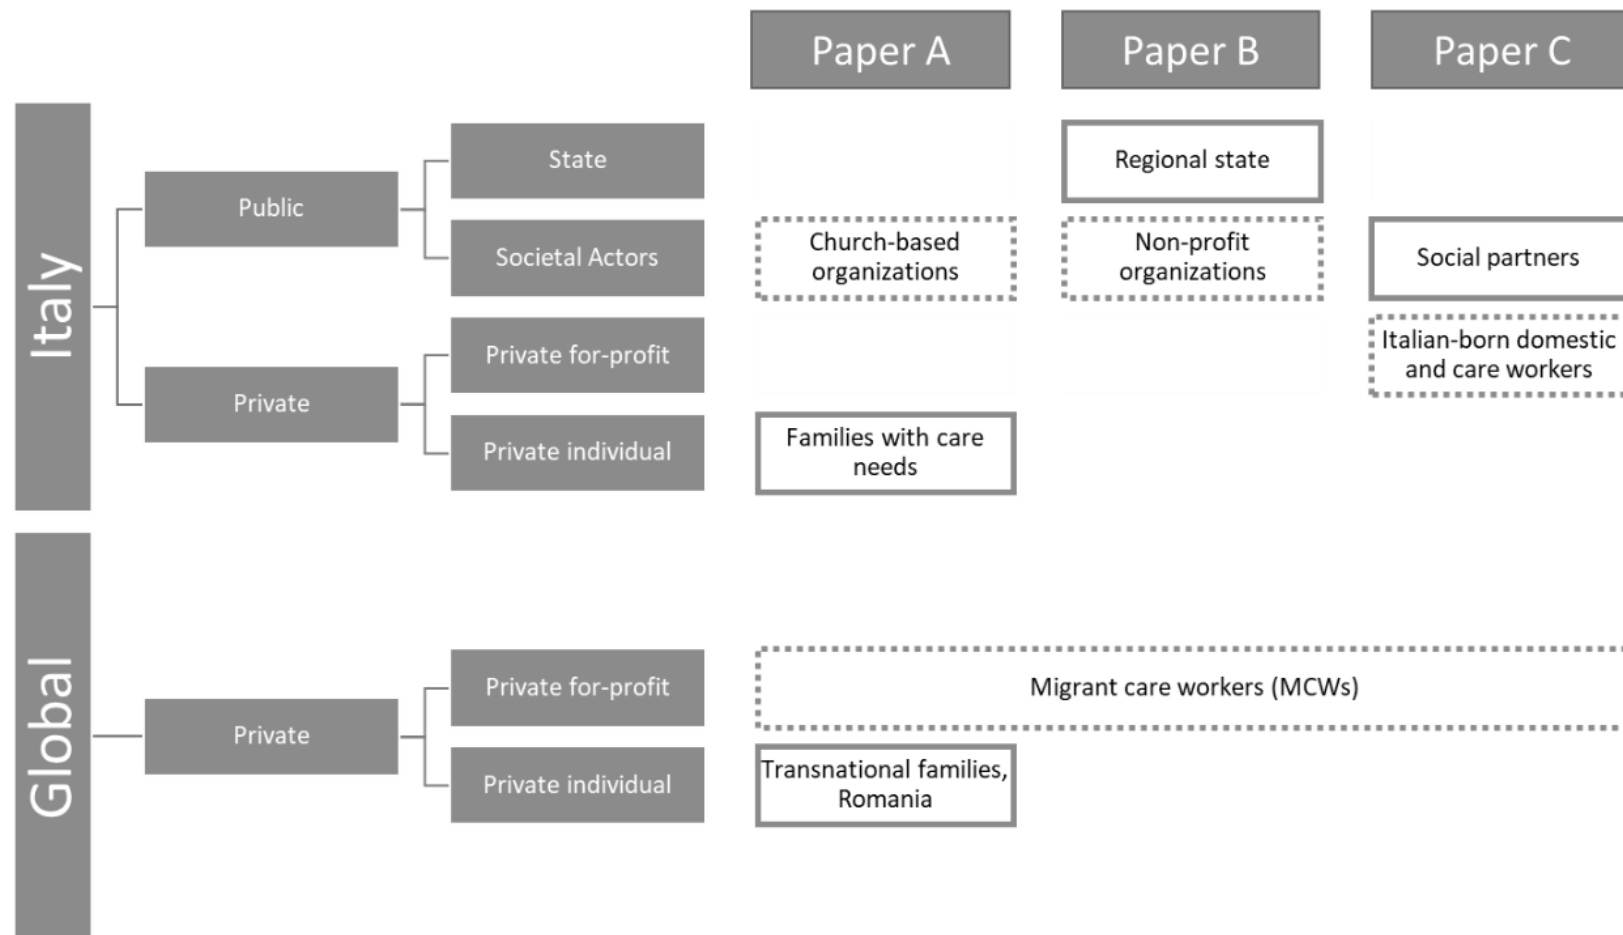 Paper A
Paper B
Paper C
Italy
Public
State
Regional state
Societal Actors
Church-based
organizations
Non-profit
organizations
Social partners
Private
Private for-profit
Italian-born domestic
and care workers
Private individual
Families with care
needs
Global
Private
Private for-profit
Migrant care workers (MCWs)
Private individual
Transnational families,
Romania